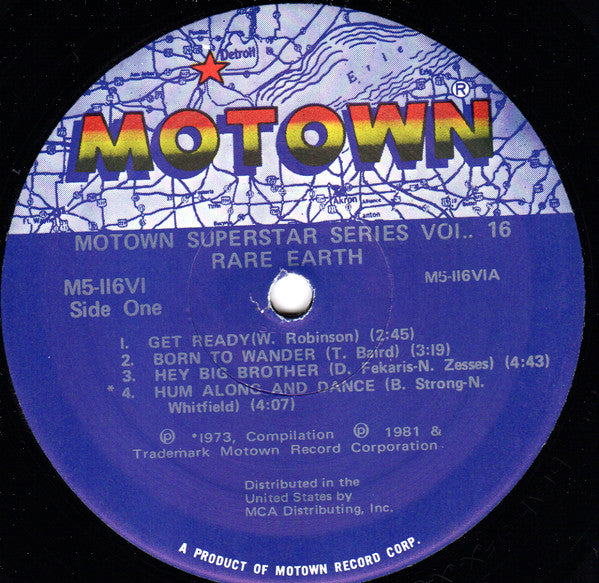 Detroit
Erie
MOTOWN®
Akron
Alliance
Canton
MOTOWN SUPERSTAR SERIES VOL. 16
RARE EARTH
M5-116V1
M5-116V1A
Side One
1. GET READY(W. Robinson) (2:45)
2. BORN TO WANDER (T. Baird) (3:19)
3. HEY BIG BROTHER (D. Fekaris-N. Zesses) (4:43)
* 4. HUM ALONG AND DANCE (B. Strong-N.
Whitfield) (4:07)
℗ *1973, Compilation ℗ 1981 &
Trademark Motown Record Corporation
Distributed in the
United States by
MCA Distributing, Inc.
A PRODUCT OF MOTOWN RECORD CORP.